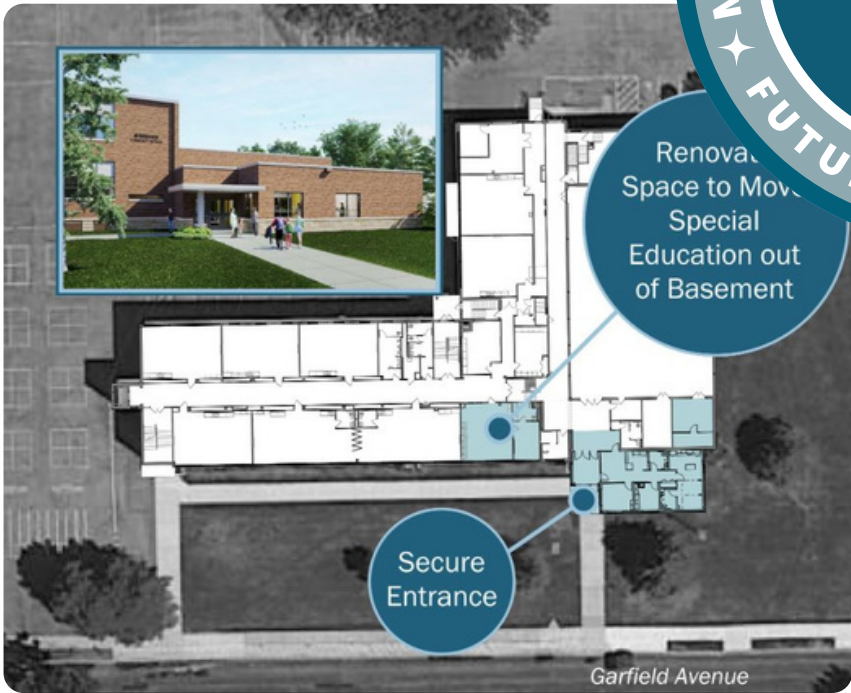 Space to Move
Special
Education out
of Basement
Secure
Entrance
Garfield Avenue